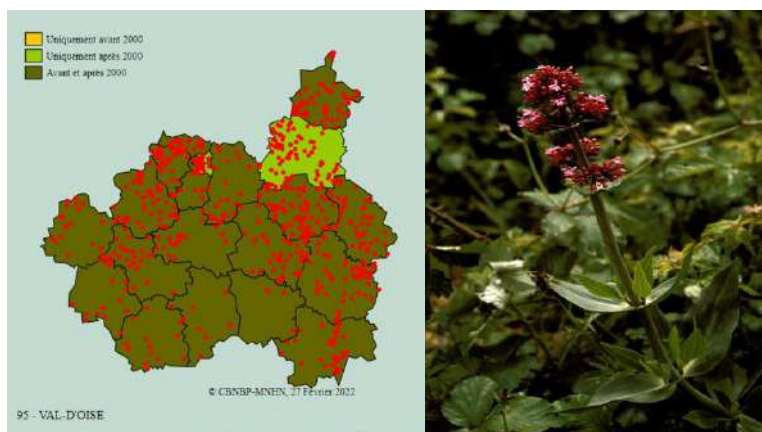 Uniquement avant 2000
Uniquement après 2000
Avant et après 2000
© CBNBP-MNHN, 27 Février 2022
95 - VAL-D'OISE